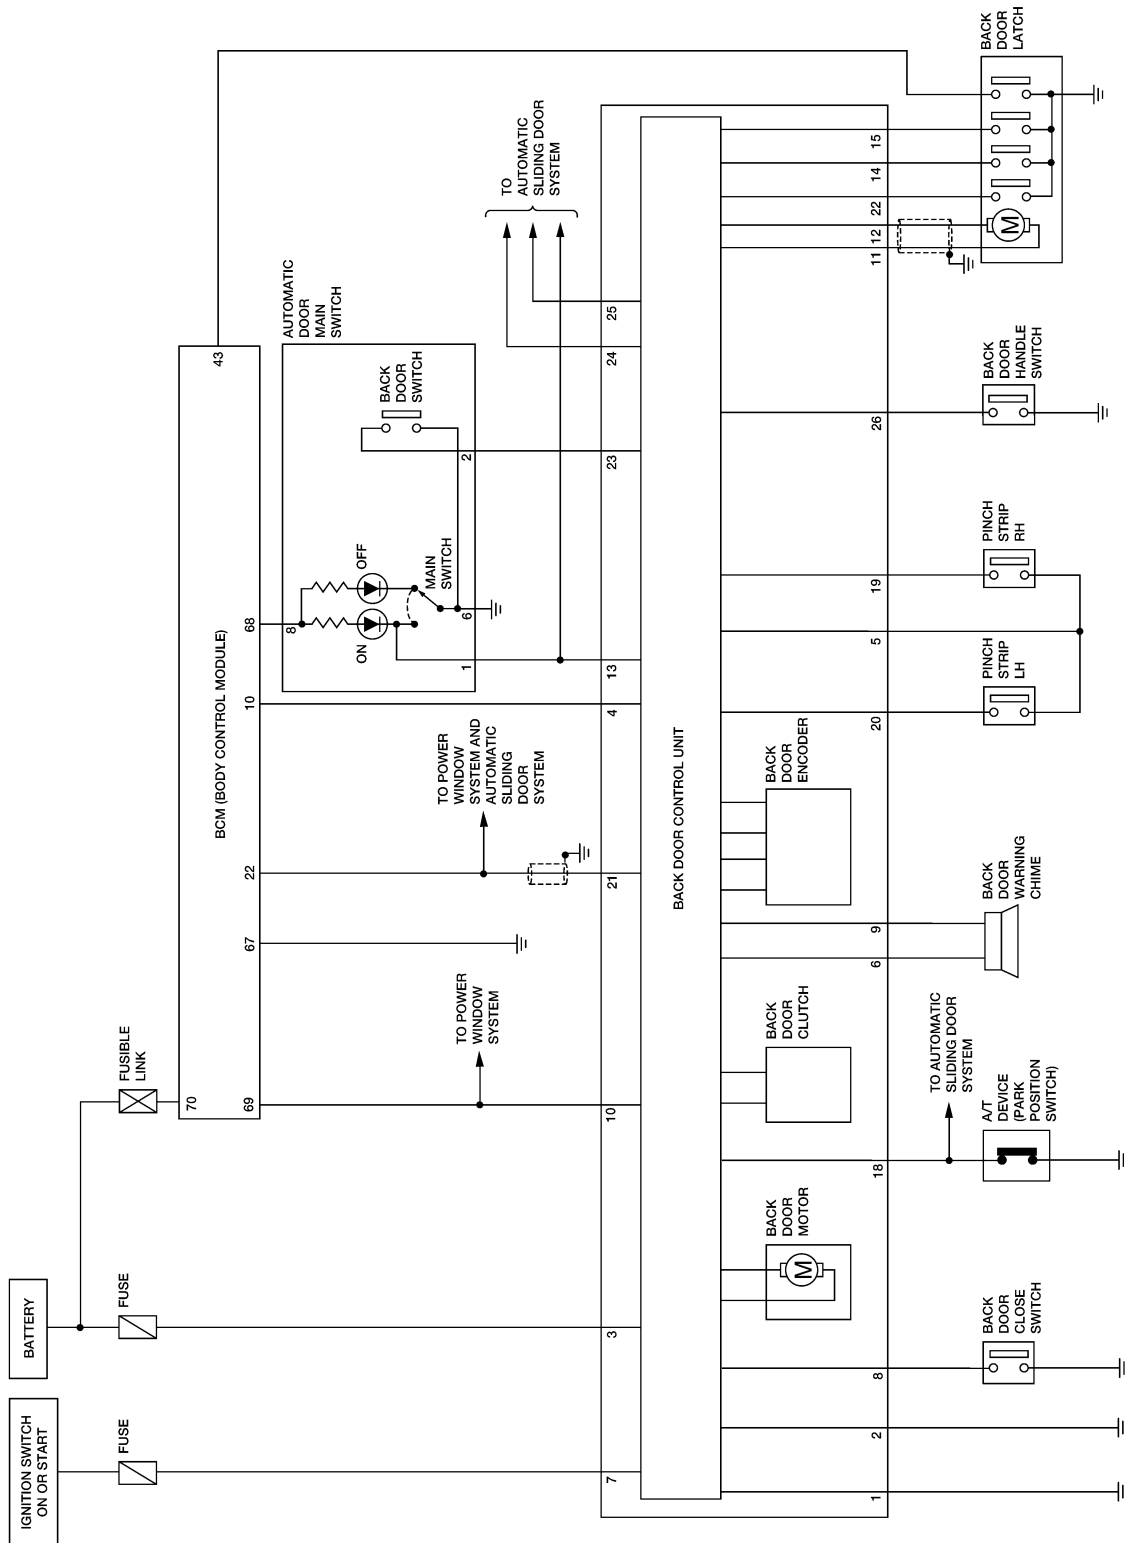 IGNITION SWITCH
ON OR START
BATTERY
FUSE
FUSE
FUSIBLE
LINK
BCM (BODY CONTROL MODULE)
70
69
67
22
10
68
43
TO POWER
WINDOW
SYSTEM
TO POWER
WINDOW
SYSTEM AND
AUTOMATIC
SLIDING
DOOR
SYSTEM
AUTOMATIC
DOOR
MAIN
SWITCH
8
ON
OFF
MAIN
SWITCH
BACK
DOOR
SWITCH
1
6
2
TO
AUTOMATIC
SLIDING DOOR
SYSTEM
7
3
10
21
4
13
23
24
25
BACK DOOR CONTROL UNIT
BACK
DOOR
MOTOR
M
BACK
DOOR
CLUTCH
BACK
DOOR
ENCODER
1
2
8
18
6
9
20
5
19
26
11
12
22
14
15
BACK
DOOR
CLOSE
SWITCH
TO AUTOMATIC
SLIDING DOOR
SYSTEM
A/T
DEVICE
(PARK
POSITION
SWITCH)
BACK
DOOR
WARNING
CHIME
PINCH
STRIP
LH
PINCH
STRIP
RH
BACK
DOOR
HANDLE
SWITCH
BACK
DOOR
LATCH
M